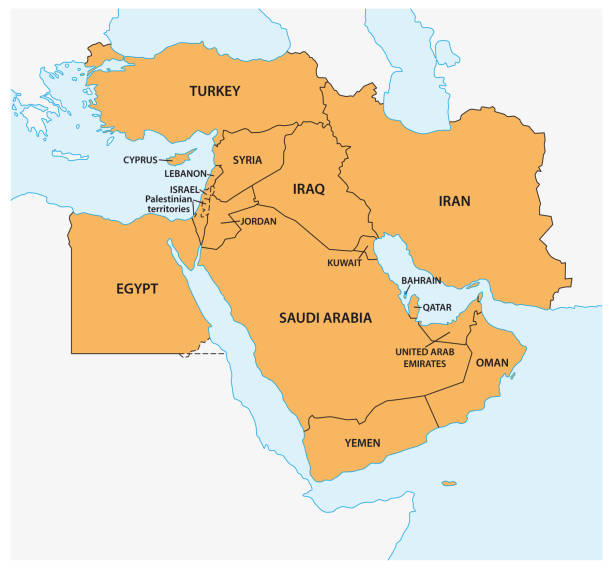 TURKEY
CYPRUS
SYRIA
LEBANON
ISRAEL
Palestinian
territories
IRAQ
IRAN
JORDAN
KUWAIT
EGYPT
BAHRAIN
QATAR
SAUDI ARABIA
UNITED ARAB
EMIRATES
OMAN
YEMEN